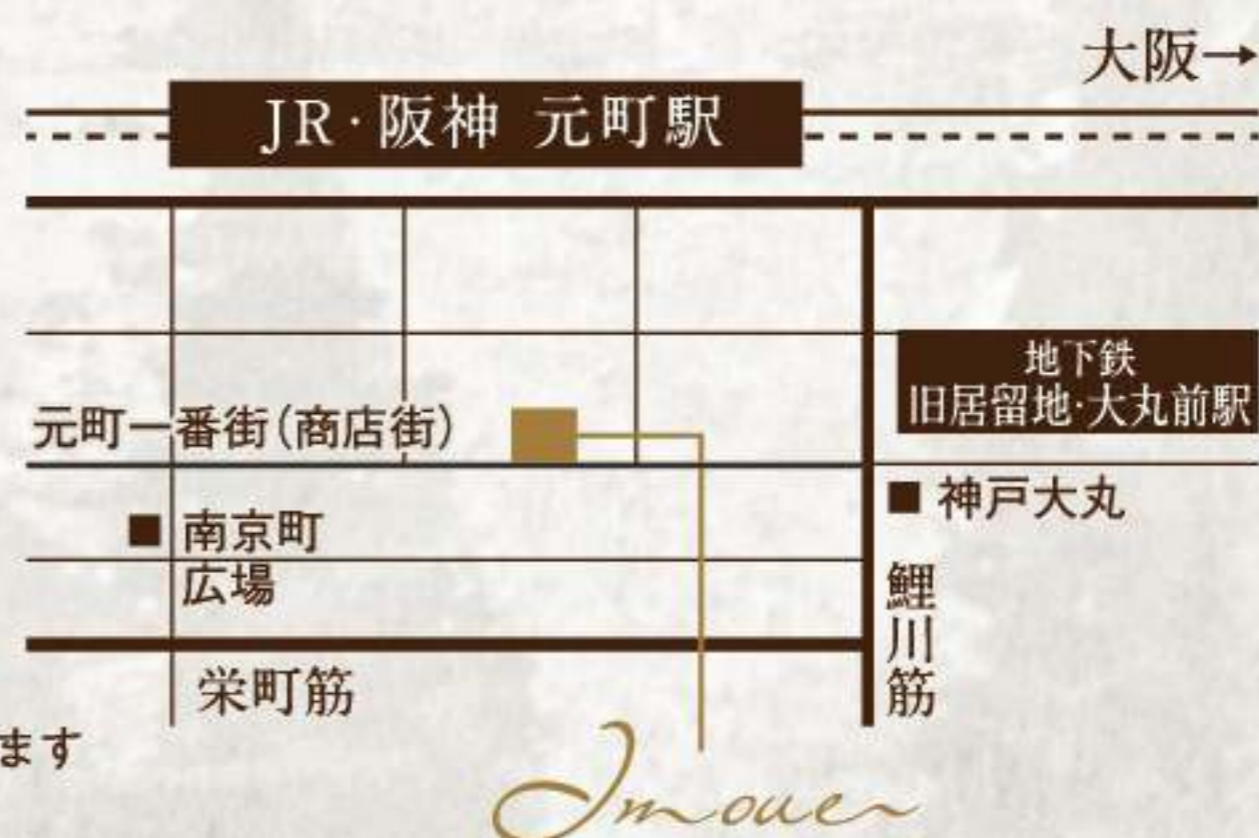 大阪→
JR・阪神 元町駅
地下鉄
旧居留地・大丸前駅
元町一番街(商店街)
神戸大丸
南京町
広場
鯉川筋
栄町筋
ます